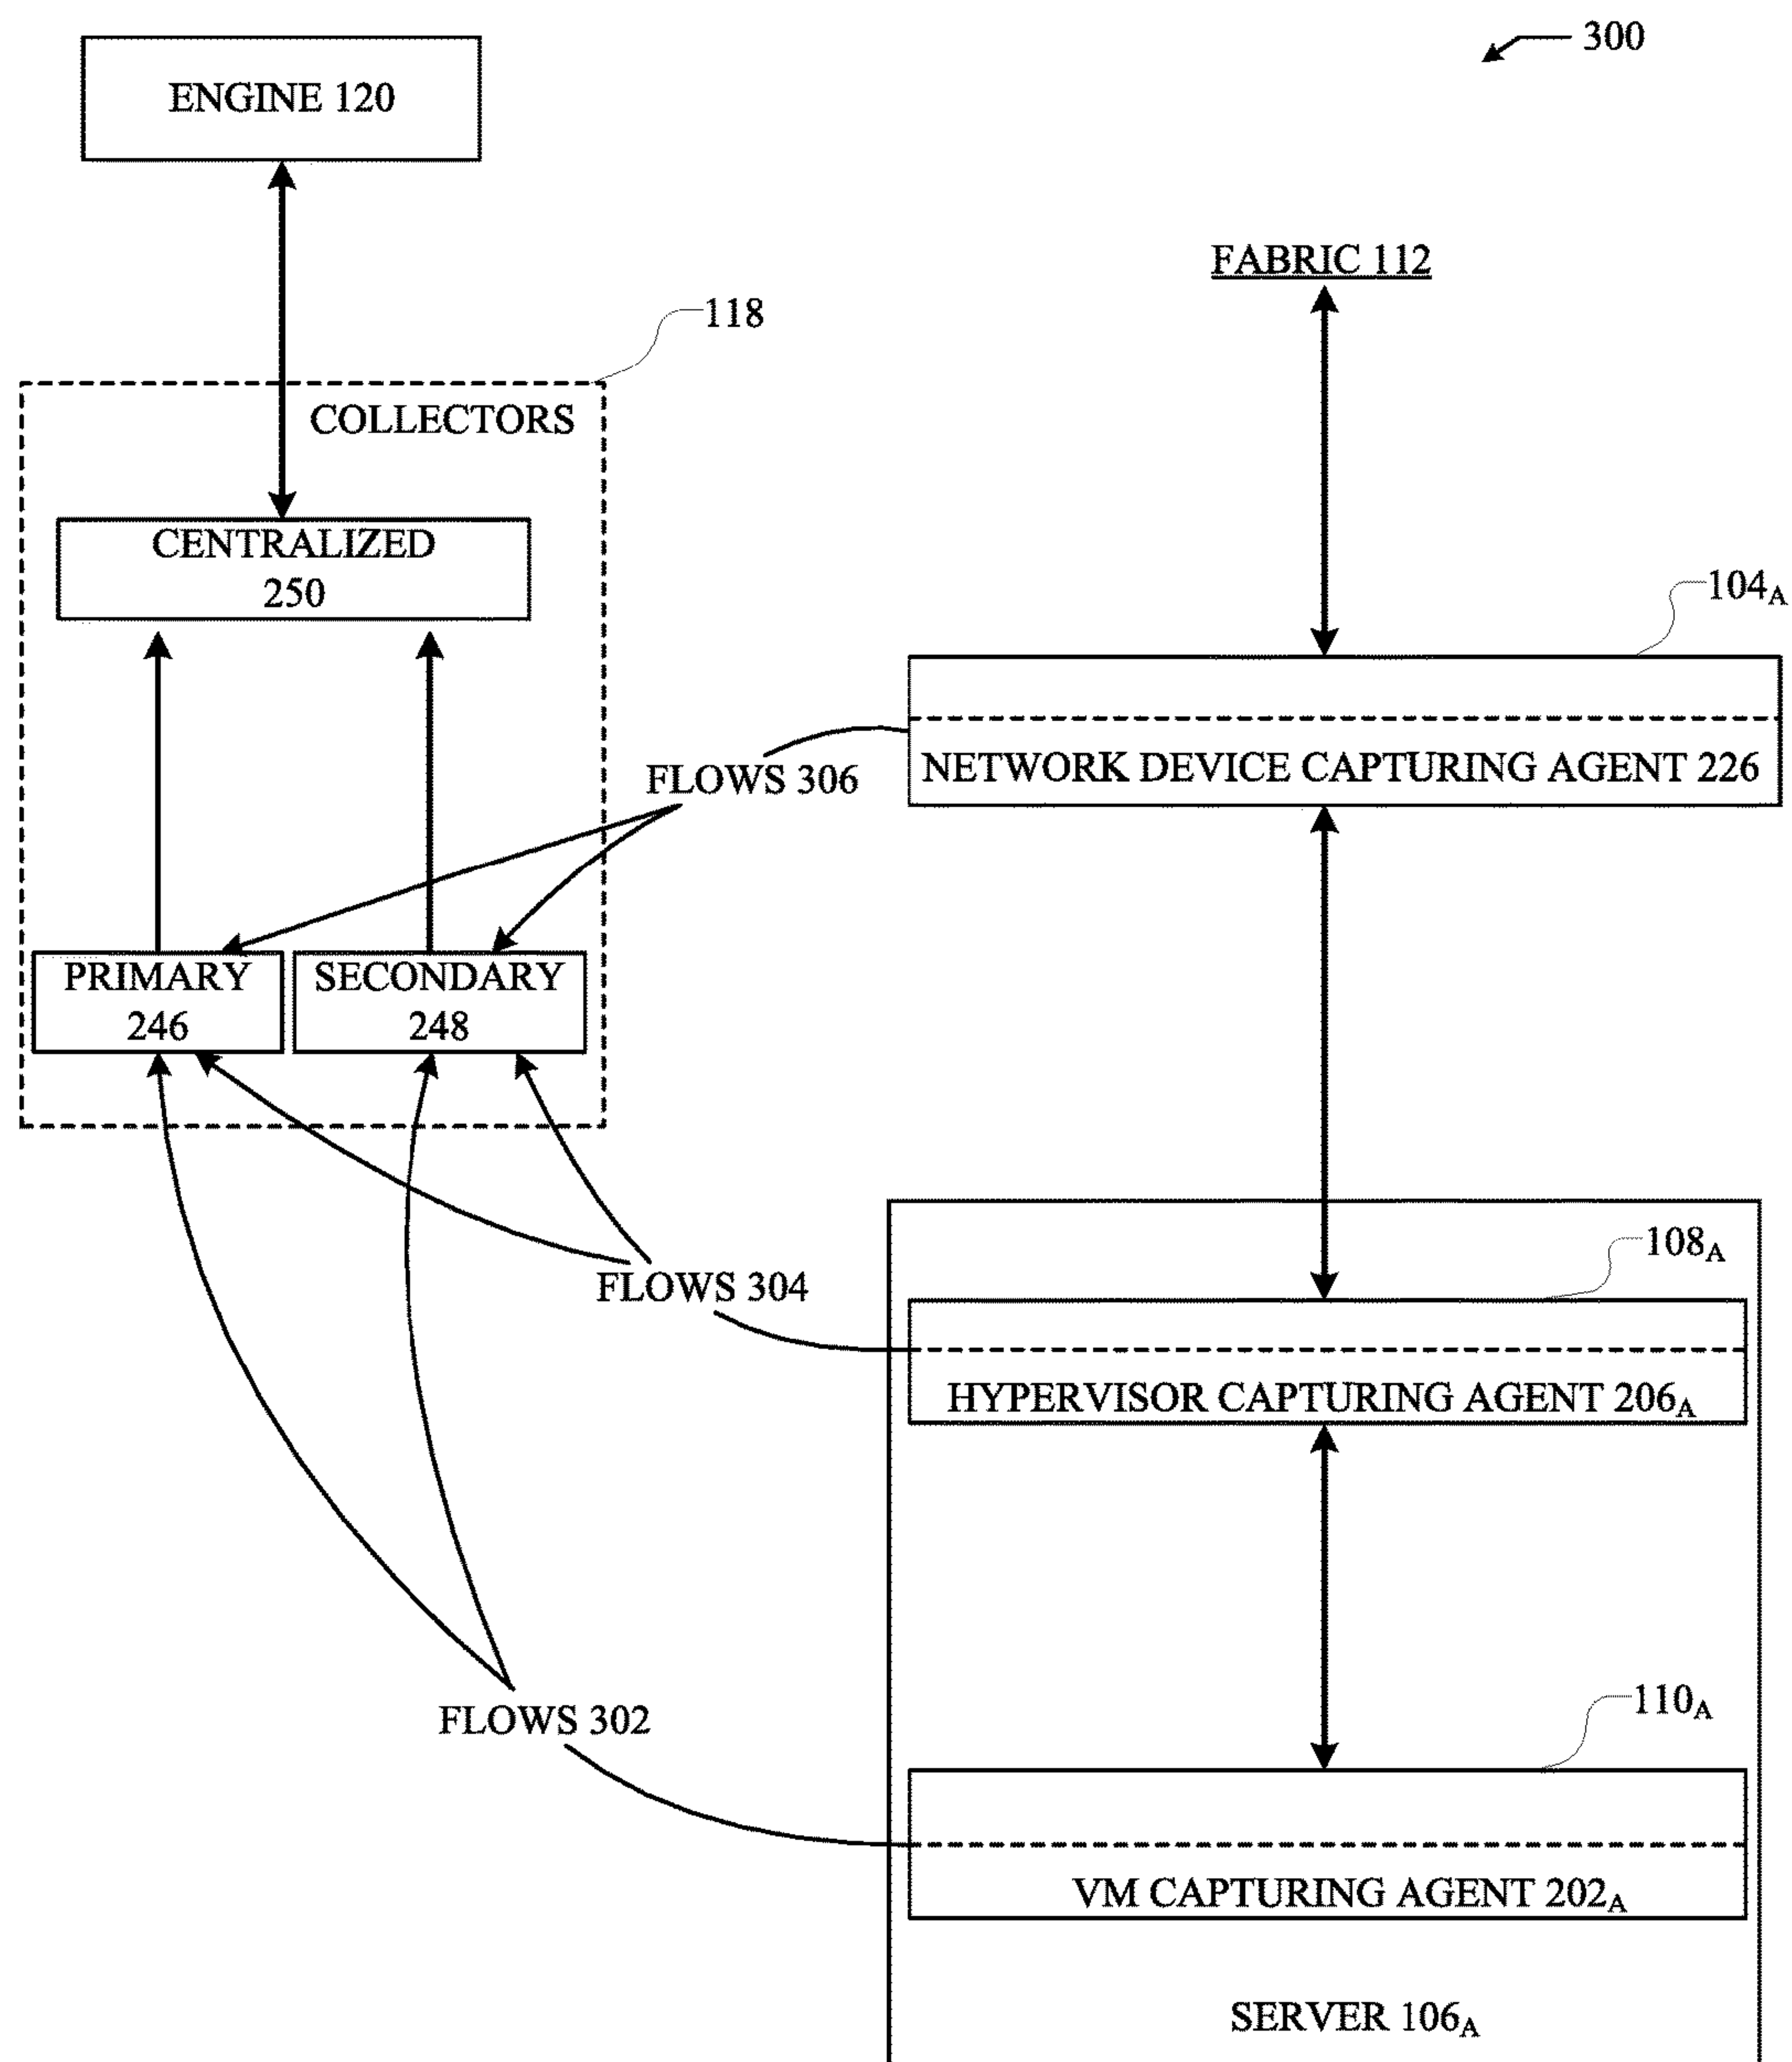 300
ENGINE 120
FABRIC 112
118
COLLECTORS
CENTRALIZED
250
104A
NETWORK DEVICE CAPTURING AGENT 226
FLOWS 306
PRIMARY
246
SECONDARY
248
108A
FLOWS 304
HYPERVISOR CAPTURING AGENT 206A
110A
FLOWS 302
VM CAPTURING AGENT 202A
SERVER 106A